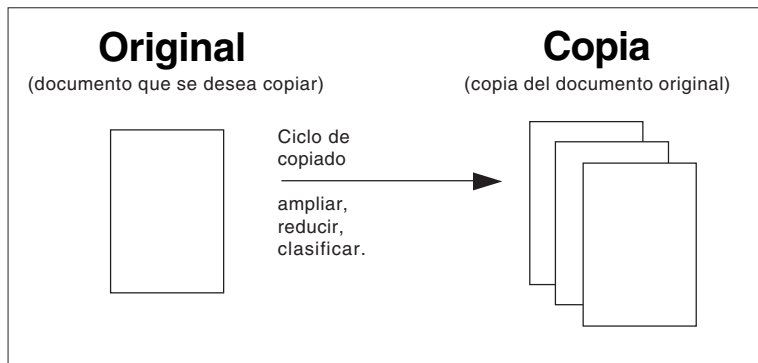 Original
(documento que se desea copiar)
Copia
(copia del documento original)
Ciclo de
copiado
ampliar,
reducir,
clasificar.